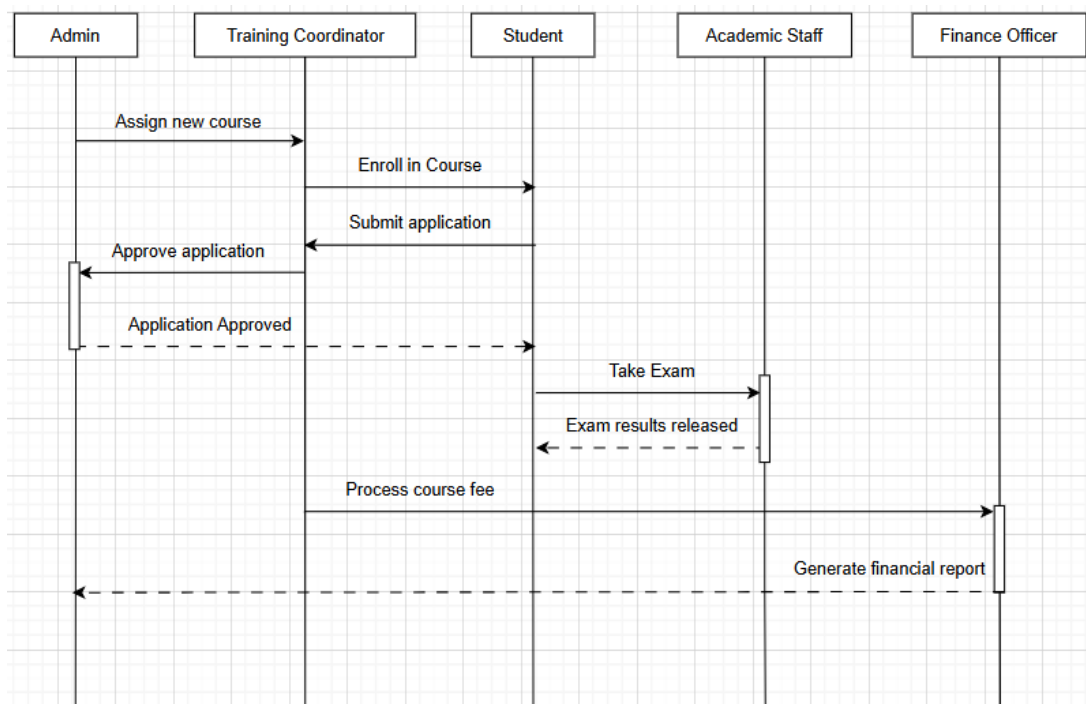 Admin
Training Coordinator
Student
Academic Staff
Finance Officer
Assign new course
Enroll in Course
Submit application
Approve application
Application Approved
Take Exam
Exam results released
Process course fee
Generate financial report